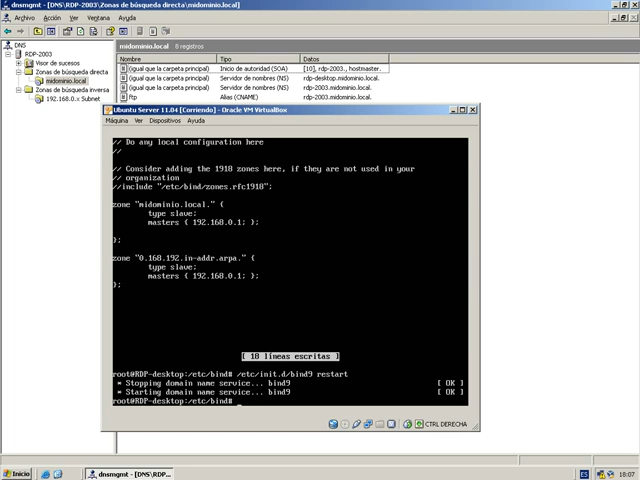 dnsmgmt - [DNS\RDP-2003\Zonas de búsqueda directa\midominio.local]
Archivo Acción Ver Ventana Ayuda
DNS
RDP-2003
Visor de sucesos
Zonas de búsqueda directa
midominio.local
Zonas de búsqueda inversa
192.168.0.x Subnet
midominio.local 8 registros
Nombre Tipo Datos
(igual que la carpeta principal) Inicio de autoridad (SOA) [10], rdp-2003., hostmaster.
(igual que la carpeta principal) Servidor de nombres (NS) rdp-desktop.midominio.local.
(igual que la carpeta principal) Servidor de nombres (NS) rdp-2003.midominio.local.
ftp Alias (CNAME) rdp-2003.midominio.local.
Ubuntu Server 11.04 [Corriendo] - Oracle VM VirtualBox
Máquina Ver Dispositivos Ayuda
// Do any local configuration here
//
// Consider adding the 1918 zones here, if they are not used in your
// organization
//include "/etc/bind/zones.rfc1918";
zone "midominio.local." {
type slave;
masters { 192.168.0.1; };
};
zone "0.168.192.in-addr.arpa." {
type slave;
masters { 192.168.0.1; };
};
[ 18 líneas escritas ]
root@RDP-desktop:/etc/bind# /etc/init.d/bind9 restart
* Stopping domain name service... bind9 [ OK ]
* Starting domain name service... bind9 [ OK ]
root@RDP-desktop:/etc/bind# _
CTRL DERECHA
Inicio
dnsmgmt - [DNS\RDP...
ES
18:07